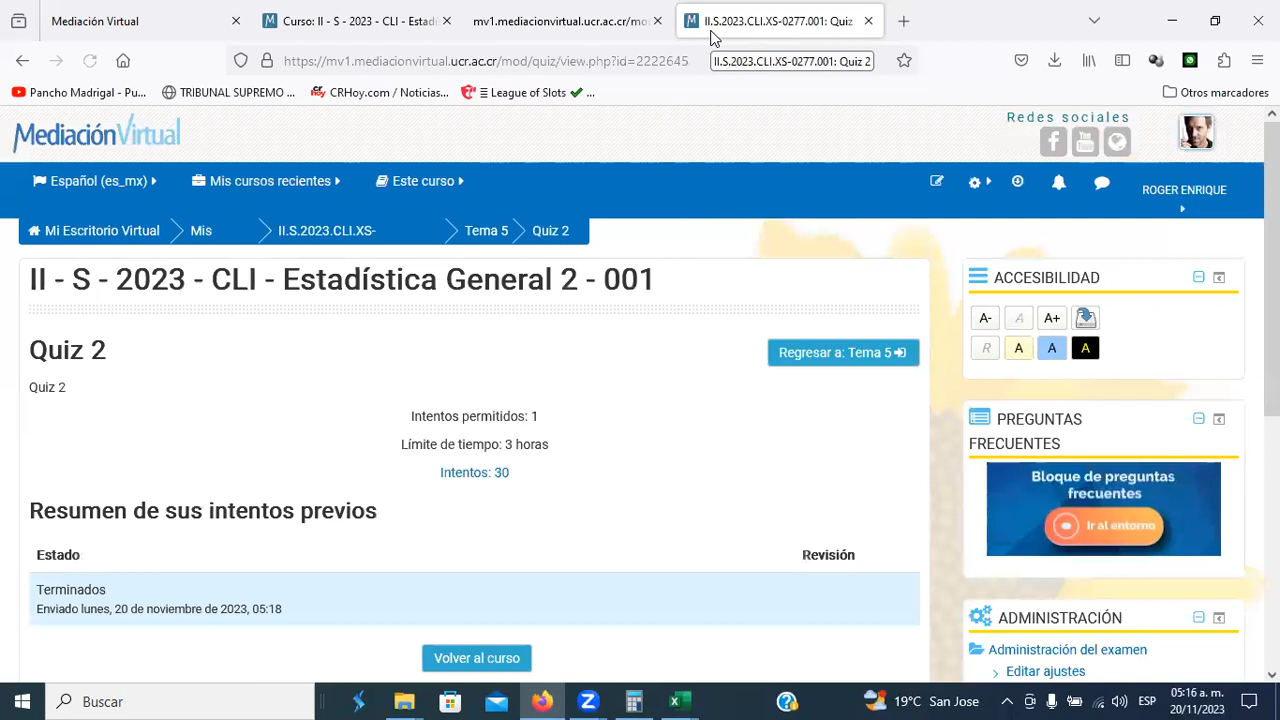 Mediación Virtual
Curso: II - S - 2023 - CLI - Estadí
mv1.mediacionvirtual.ucr.ac.cr/mo
II.S.2023.CLI.XS-0277.001: Quiz
https://mv1.mediacionvirtual.ucr.ac.cr/mod/quiz/view.php?id=2222645
II.S.2023.CLI.XS-0277.001: Quiz 2
Pancho Madrigal - Pu...
TRIBUNAL SUPREMO ...
CRHoy.com / Noticias...
☰ League of Slots ✔ ...
Otros marcadores
MediaciónVirtual
Redes sociales
Español (es_mx)
Mis cursos recientes
Este curso
ROGER ENRIQUE
Mi Escritorio Virtual
Mis
II.S.2023.CLI.XS-
Tema 5
Quiz 2
II - S - 2023 - CLI - Estadística General 2 - 001
Quiz 2
Regresar a: Tema 5
Quiz 2
Intentos permitidos: 1
Límite de tiempo: 3 horas
Intentos: 30
Resumen de sus intentos previos
Estado
Revisión
Terminados
Enviado lunes, 20 de noviembre de 2023, 05:18
Volver al curso
ACCESIBILIDAD
A-
A
A+
R
A
A
A
PREGUNTAS
FRECUENTES
Bloque de preguntas
frecuentes
Ir al entorno
ADMINISTRACIÓN
Administración del examen
Editar ajustes
Buscar
19°C San Jose
ESP
05:16 a. m.
20/11/2023